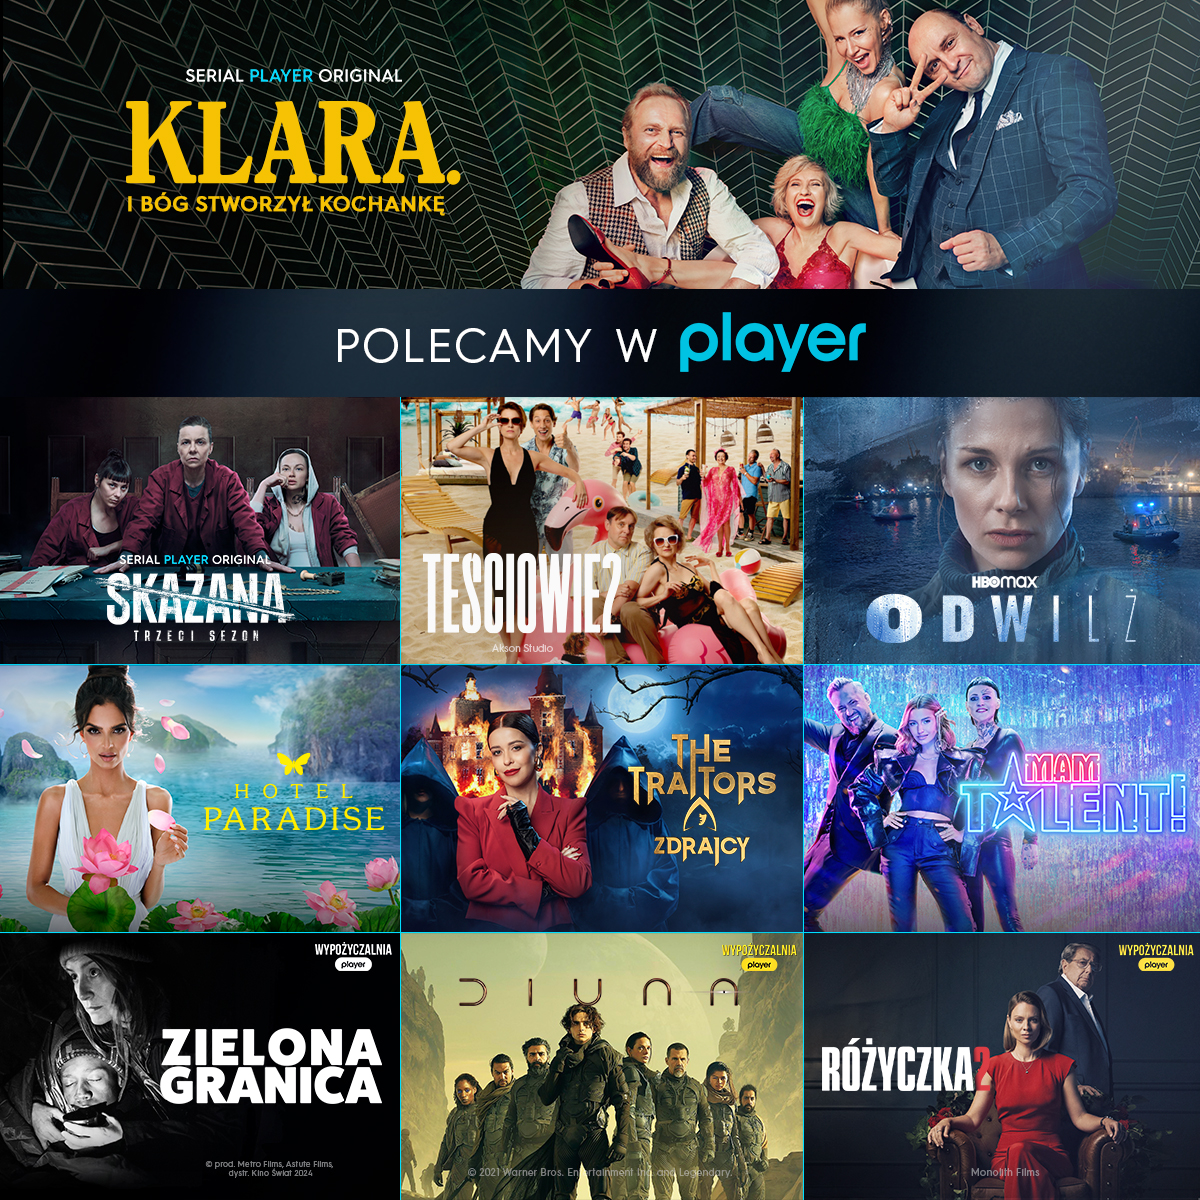 SERIAL PLAYER ORIGINAL
KLARA.
I BÓG STWORZYŁ KOCHANKĘ
POLECAMY W player
SERIAL PLAYER ORIGINAL
SKAZANA
TRZECI SEZON
TEŚCIOWIE2
Akson Studio
HBOmax
ODWILŻ
HOTEL
PARADISE
THE
TRAITORS
ZDRAJCY
MAM
TALENT!
WYPOŻYCZALNIA
player
ZIELONA
GRANICA
© prod. Metro Films, Astute Films,
dystr. Kino Świat 2024
WYPOŻYCZALNIA
player
DIUNA
© 2021 Warner Bros. Entertainment Inc. and Legendary.
WYPOŻYCZALNIA
player
RÓŻYCZKA2
Monolith Films